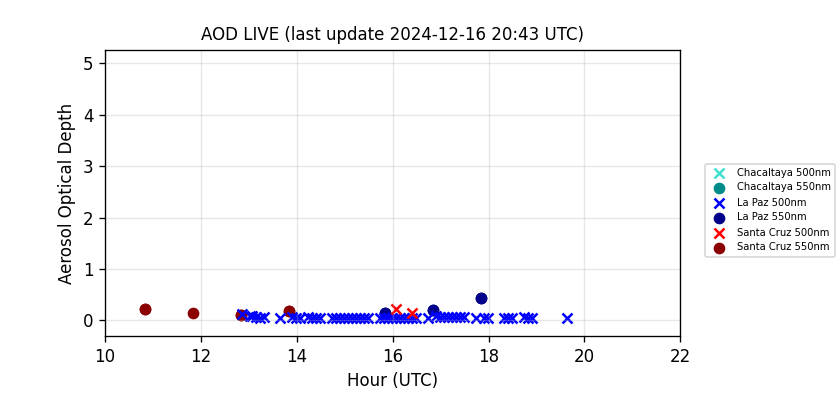 AOD LIVE (last update 2024-12-16 20:43 UTC)
Aerosol Optical Depth
5
4
3
2
1
0
10 12 14 16 18 20 22
Hour (UTC)
Chacaltaya 500nm
Chacaltaya 550nm
La Paz 500nm
La Paz 550nm
Santa Cruz 500nm
Santa Cruz 550nm